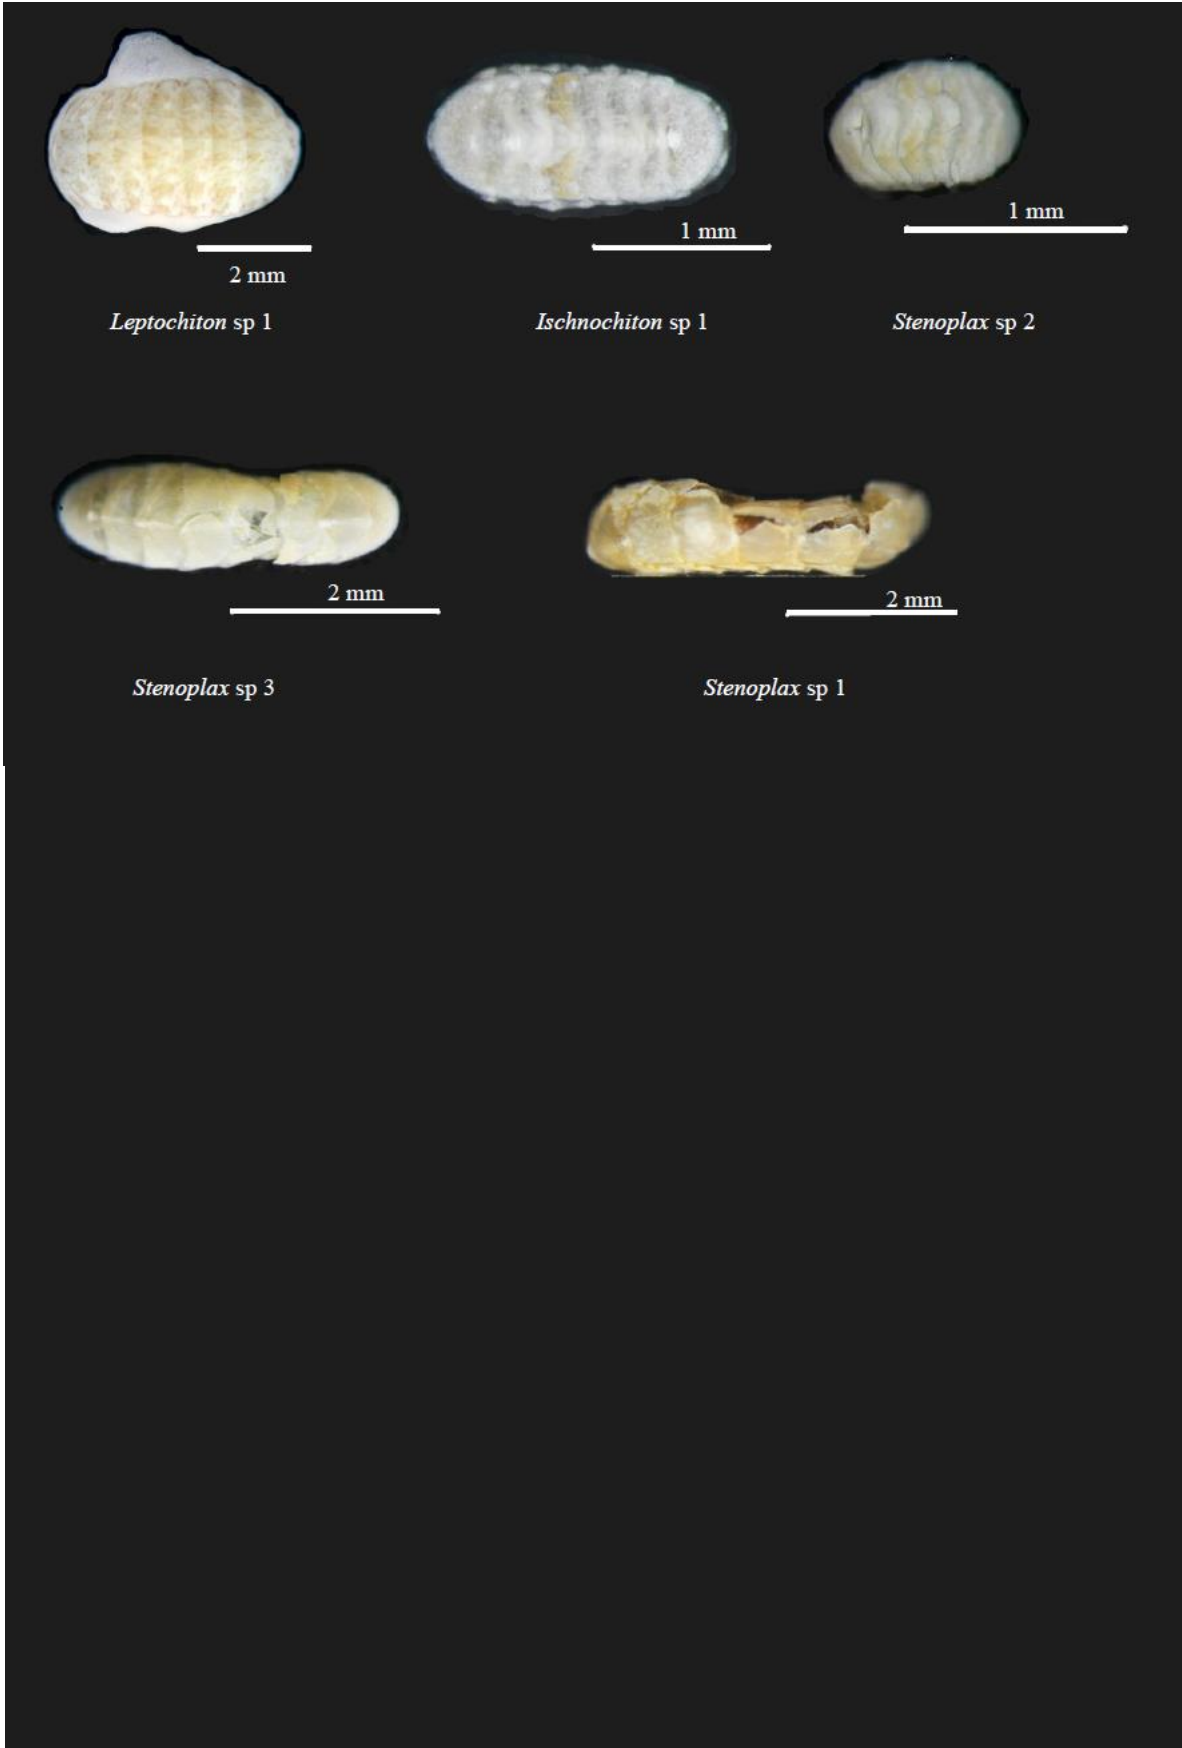 1 mm
1 mm
2 mm
Leptochiton sp 1
Ischnochiton sp 1
Stenoplax sp 2
2 mm
2 mm
Stenoplax sp 3
Stenoplax sp 1